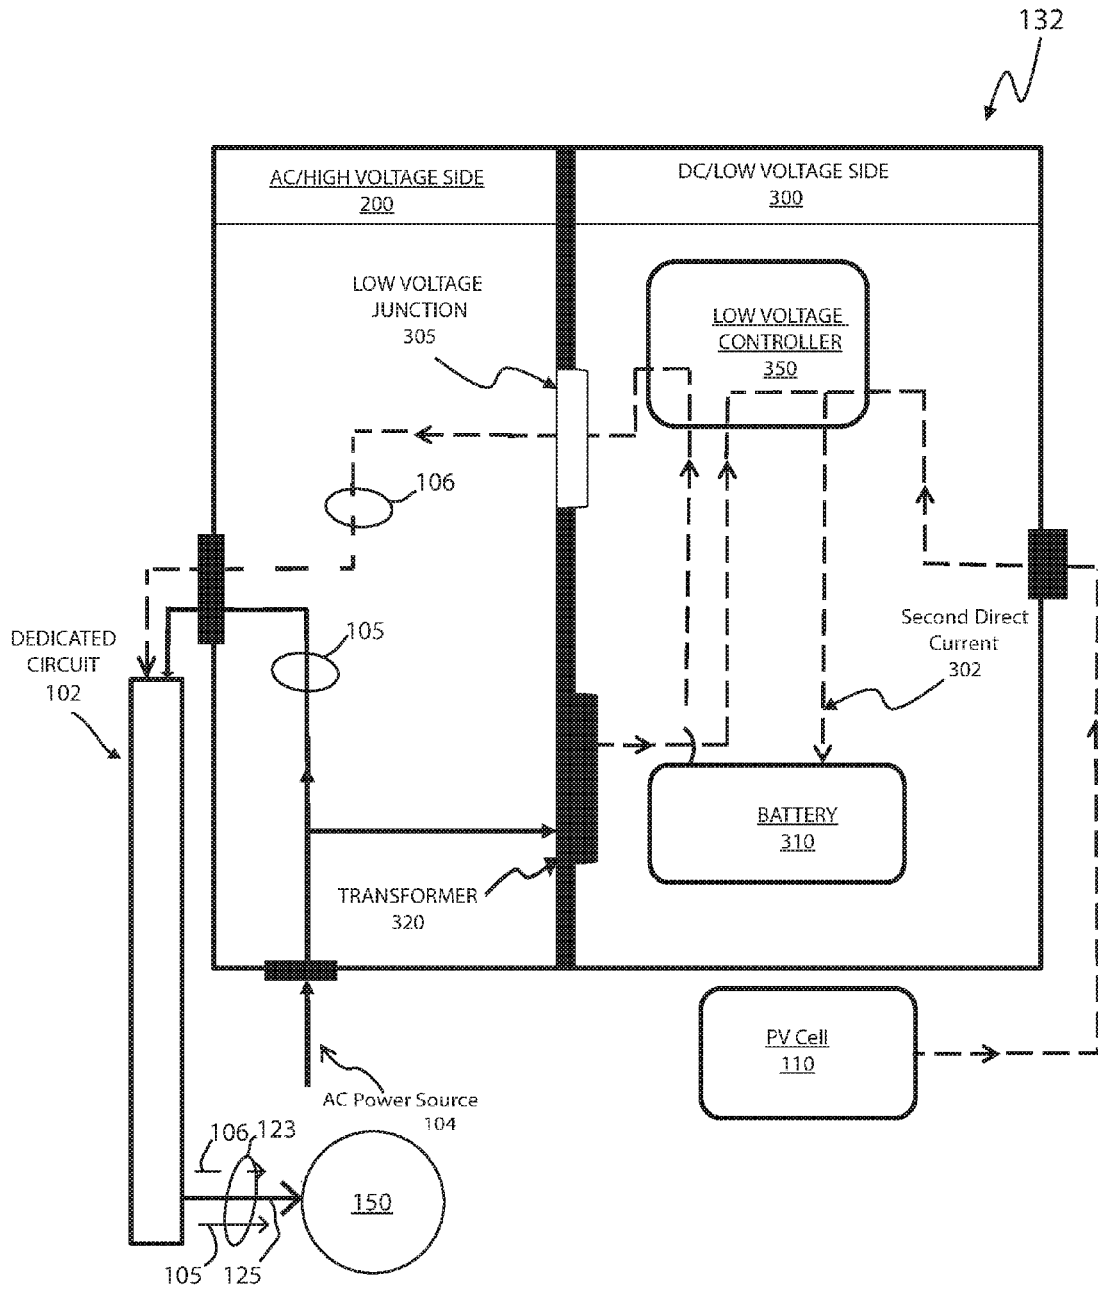 132
AC/HIGH VOLTAGE SIDE
200
DC/LOW VOLTAGE SIDE
300
LOW VOLTAGE
JUNCTION
305
LOW VOLTAGE
CONTROLLER
350
106
105
DEDICATED
CIRCUIT
102
Second Direct
Current
302
BATTERY
310
TRANSFORMER
320
PV Cell
110
AC Power Source
104
106
123
150
105
125